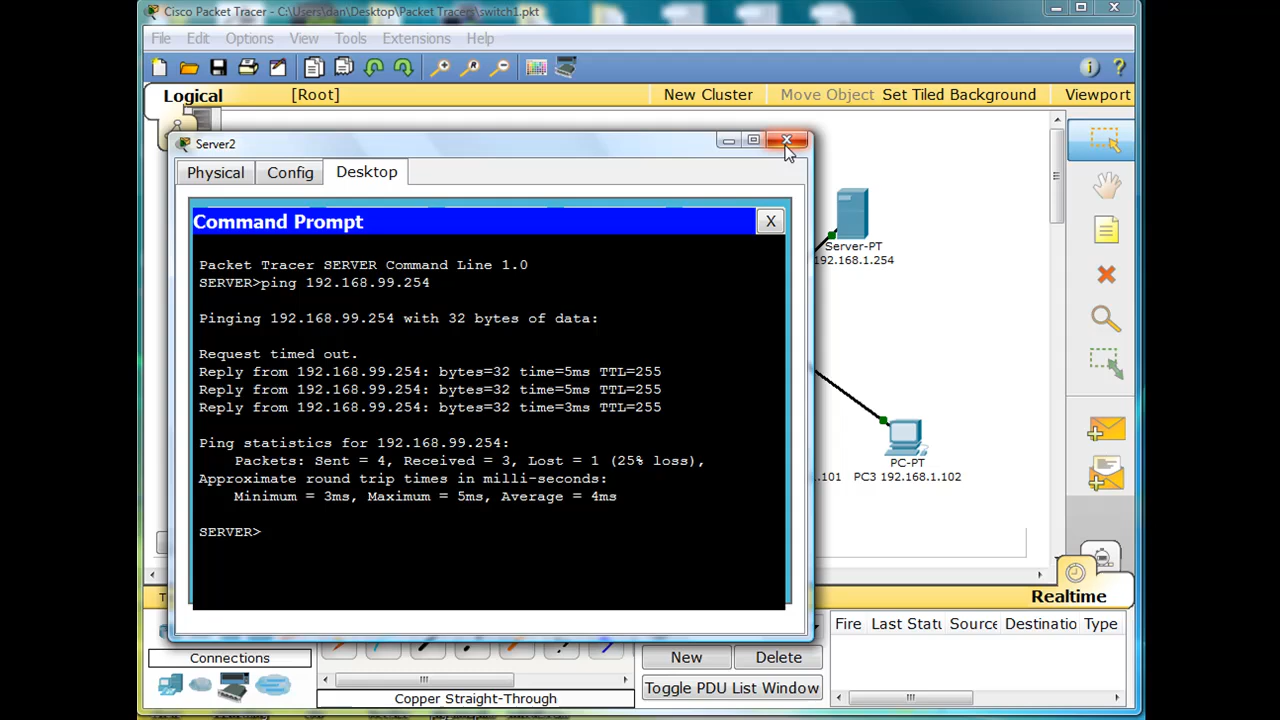 Cisco Packet Tracer - C:\Users\dan\Desktop\Packet Tracers\switch1.pkt
File Edit Options View Tools Extensions Help
Logical [Root] New Cluster Move Object Set Tiled Background Viewport
Server2
Physical Config Desktop
Command Prompt X
Packet Tracer SERVER Command Line 1.0
SERVER>ping 192.168.99.254
Pinging 192.168.99.254 with 32 bytes of data:
Request timed out.
Reply from 192.168.99.254: bytes=32 time=5ms TTL=255
Reply from 192.168.99.254: bytes=32 time=5ms TTL=255
Reply from 192.168.99.254: bytes=32 time=3ms TTL=255
Ping statistics for 192.168.99.254:
Packets: Sent = 4, Received = 3, Lost = 1 (25% loss),
Approximate round trip times in milli-seconds:
Minimum = 3ms, Maximum = 5ms, Average = 4ms
SERVER>
Server-PT
192.168.1.254
PC-PT
.101 PC3 192.168.1.102
Realtime
Fire Last Statu Source Destinatio Type
Connections
New Delete
Toggle PDU List Window
Copper Straight-Through